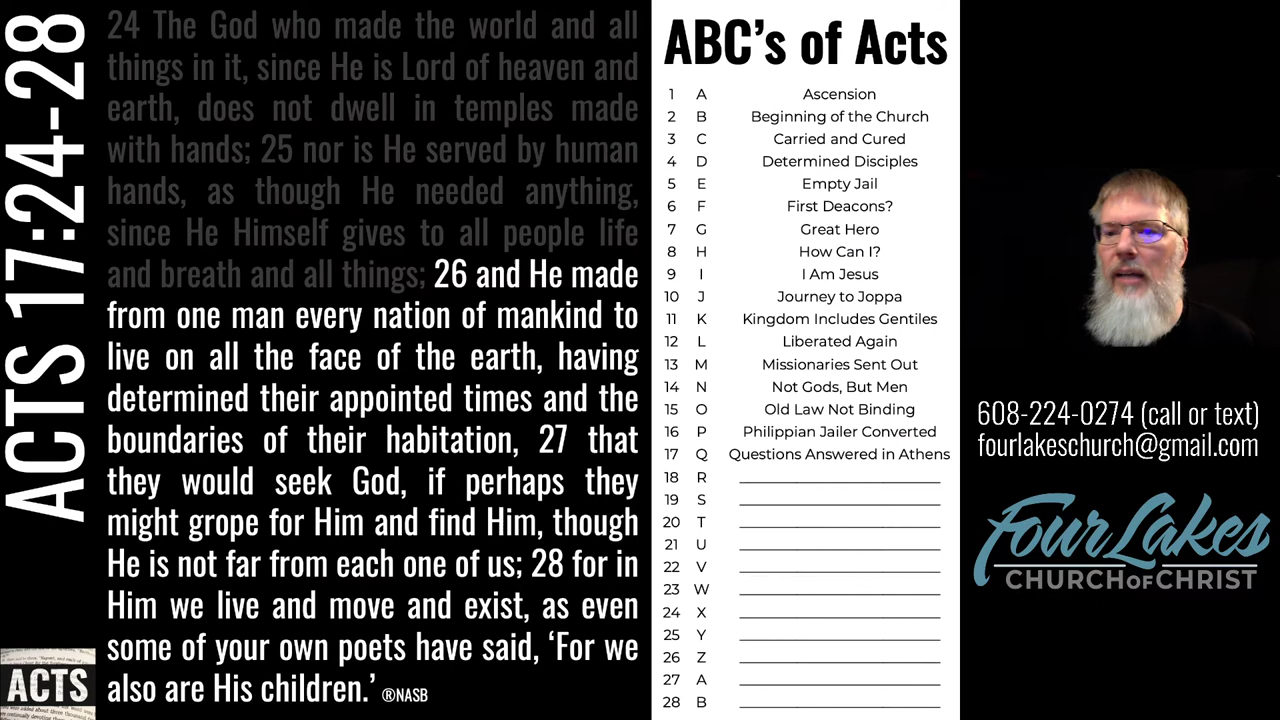 ACTS 17:24-28
24 The God who made the world and all
things in it, since He is Lord of heaven and
earth, does not dwell in temples made
with hands; 25 nor is He served by human
hands, as though He needed anything,
since He Himself gives to all people life
and breath and all things; 26 and He made
from one man every nation of mankind to
live on all the face of the earth, having
determined their appointed times and the
boundaries of their habitation, 27 that
they would seek God, if perhaps they
might grope for Him and find Him, though
He is not far from each one of us; 28 for in
Him we live and move and exist, as even
some of your own poets have said, ‘For we
also are His children.’ ®NASB
ACTS
ABC’s of Acts
1 A Ascension
2 B Beginning of the Church
3 C Carried and Cured
4 D Determined Disciples
5 E Empty Jail
6 F First Deacons?
7 G Great Hero
8 H How Can I?
9 I I Am Jesus
10 J Journey to Joppa
11 K Kingdom Includes Gentiles
12 L Liberated Again
13 M Missionaries Sent Out
14 N Not Gods, But Men
15 O Old Law Not Binding
16 P Philippian Jailer Converted
17 Q Questions Answered in Athens
18 R
19 S
20 T
21 U
22 V
23 W
24 X
25 Y
26 Z
27 A
28 B
608-224-0274 (call or text)
fourlakeschurch@gmail.com
Four Lakes
CHURCH OF CHRIST